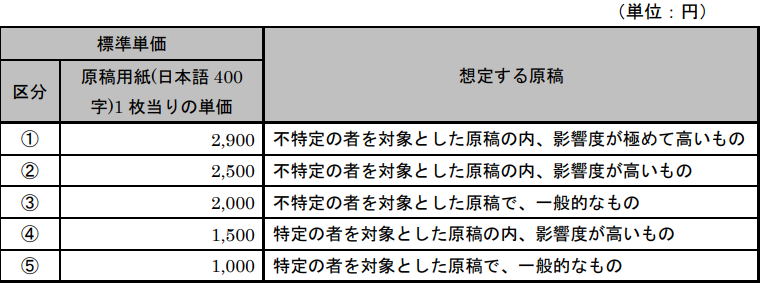 （単位：円）
標準単価
区分
原稿用紙(日本語 400
字)1 枚当りの単価
想定する原稿
① 2,900 不特定の者を対象とした原稿の内、影響度が極めて高いもの
② 2,500 不特定の者を対象とした原稿の内、影響度が高いもの
③ 2,000 不特定の者を対象とした原稿で、一般的なもの
④ 1,500 特定の者を対象とした原稿の内、影響度が高いもの
⑤ 1,000 特定の者を対象とした原稿で、一般的なもの